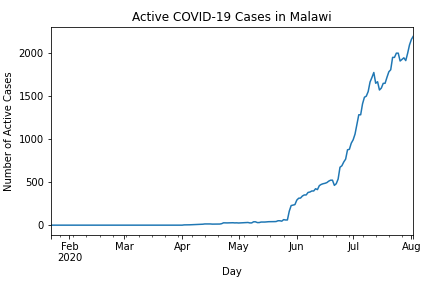 Active COVID-19 Cases in Malawi
Number of Active Cases
2000
1500
1000
500
0
Feb Mar Apr May Jun Jul Aug
2020
Day